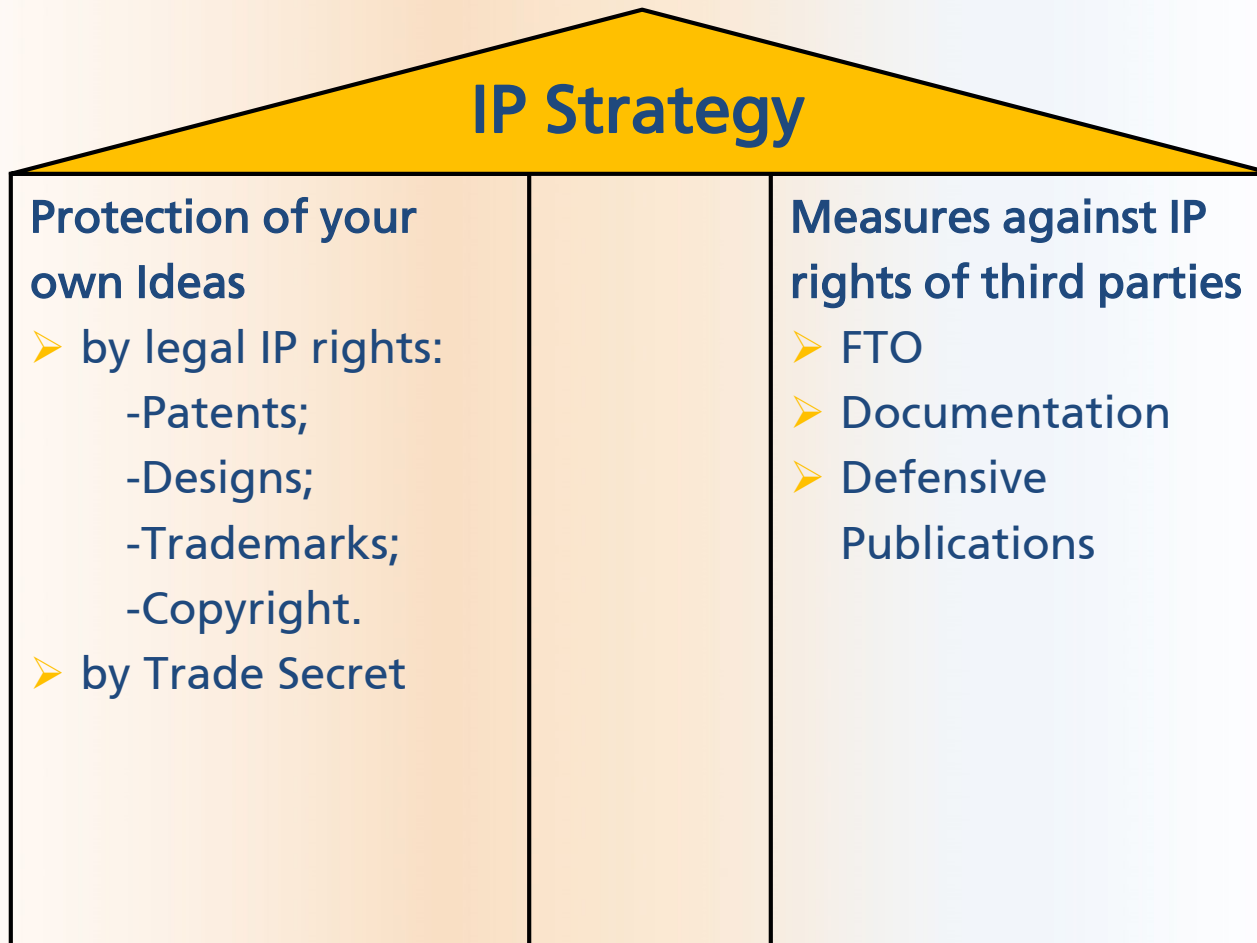 IP Strategy
Protection of your
own Ideas
➢ by legal IP rights:
-Patents;
-Designs;
-Trademarks;
-Copyright.
➢ by Trade Secret
Measures against IP
rights of third parties
➢ FTO
➢ Documentation
➢ Defensive
Publications